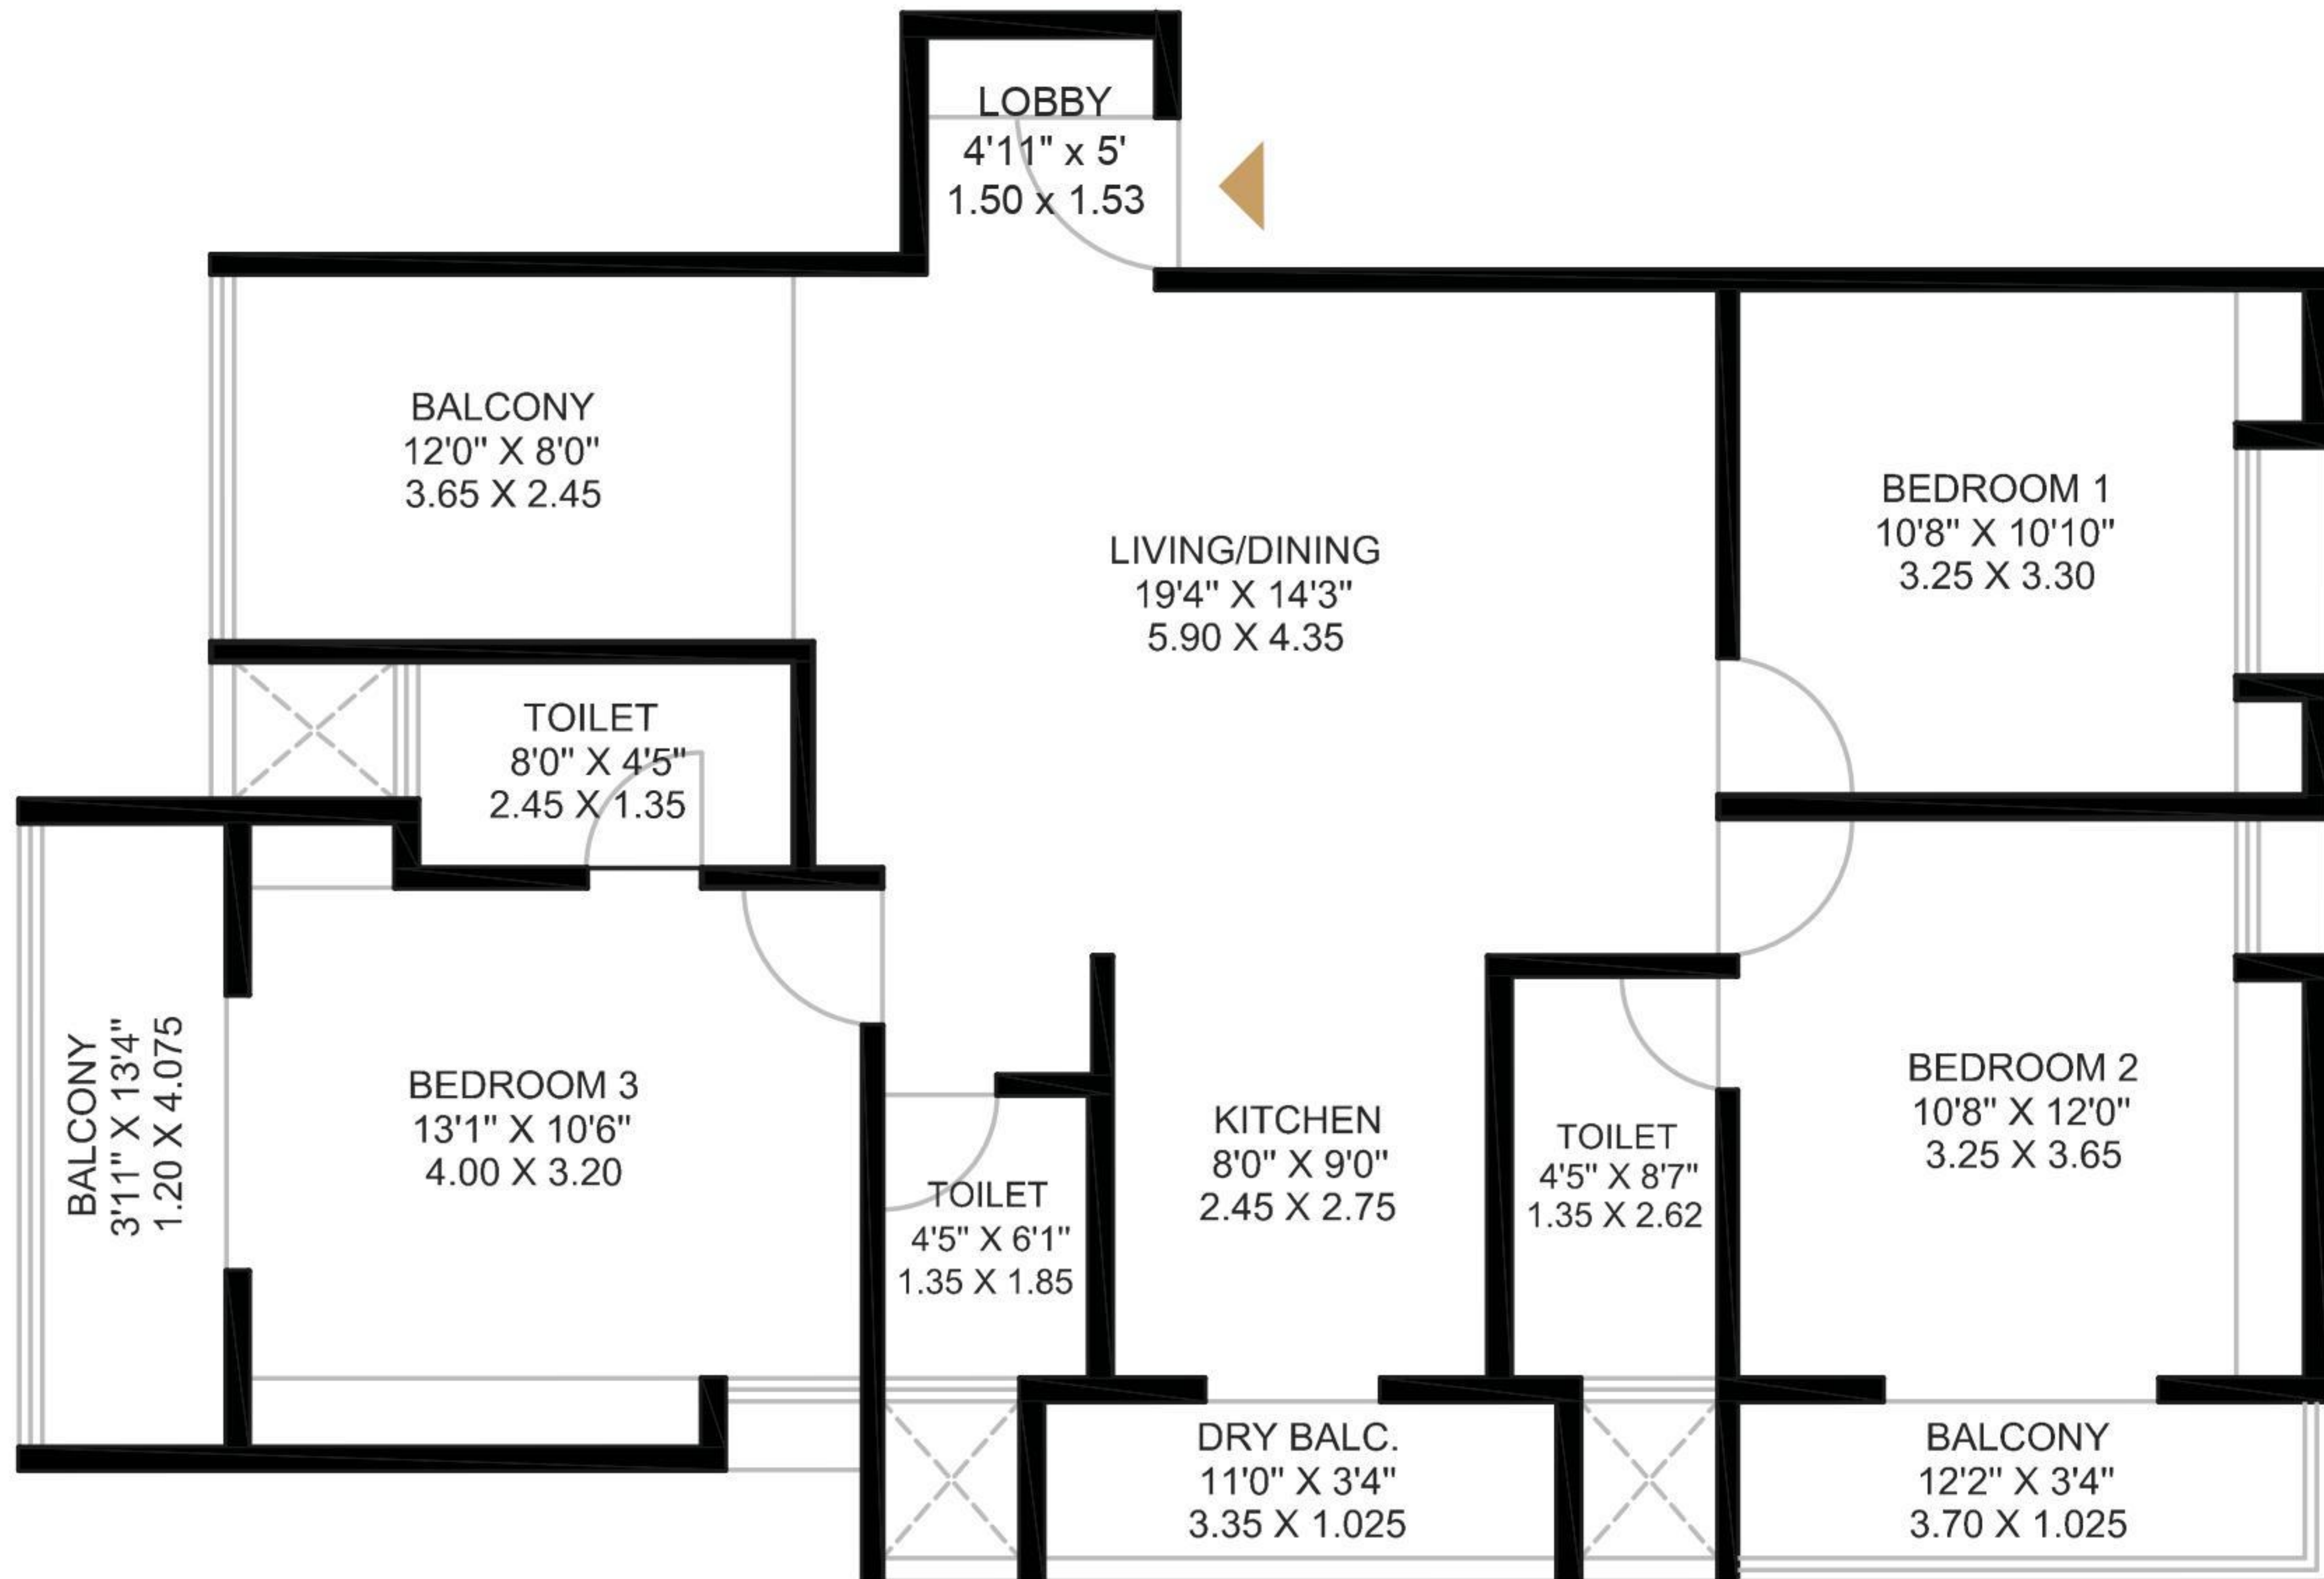 LOBBY
4'11" x 5'
1.50 x 1.53
BALCONY
12'0" X 8'0"
3.65 X 2.45
LIVING/DINING
19'4" X 14'3"
5.90 X 4.35
BEDROOM 1
10'8" X 10'10"
3.25 X 3.30
TOILET
8'0" X 4'5"
2.45 X 1.35
BALCONY
3'11" X 13'4"
1.20 X 4.075
BEDROOM 3
13'1" X 10'6"
4.00 X 3.20
TOILET
4'5" X 6'1"
1.35 X 1.85
KITCHEN
8'0" X 9'0"
2.45 X 2.75
TOILET
4'5" X 8'7"
1.35 X 2.62
BEDROOM 2
10'8" X 12'0"
3.25 X 3.65
DRY BALC.
11'0" X 3'4"
3.35 X 1.025
BALCONY
12'2" X 3'4"
3.70 X 1.025